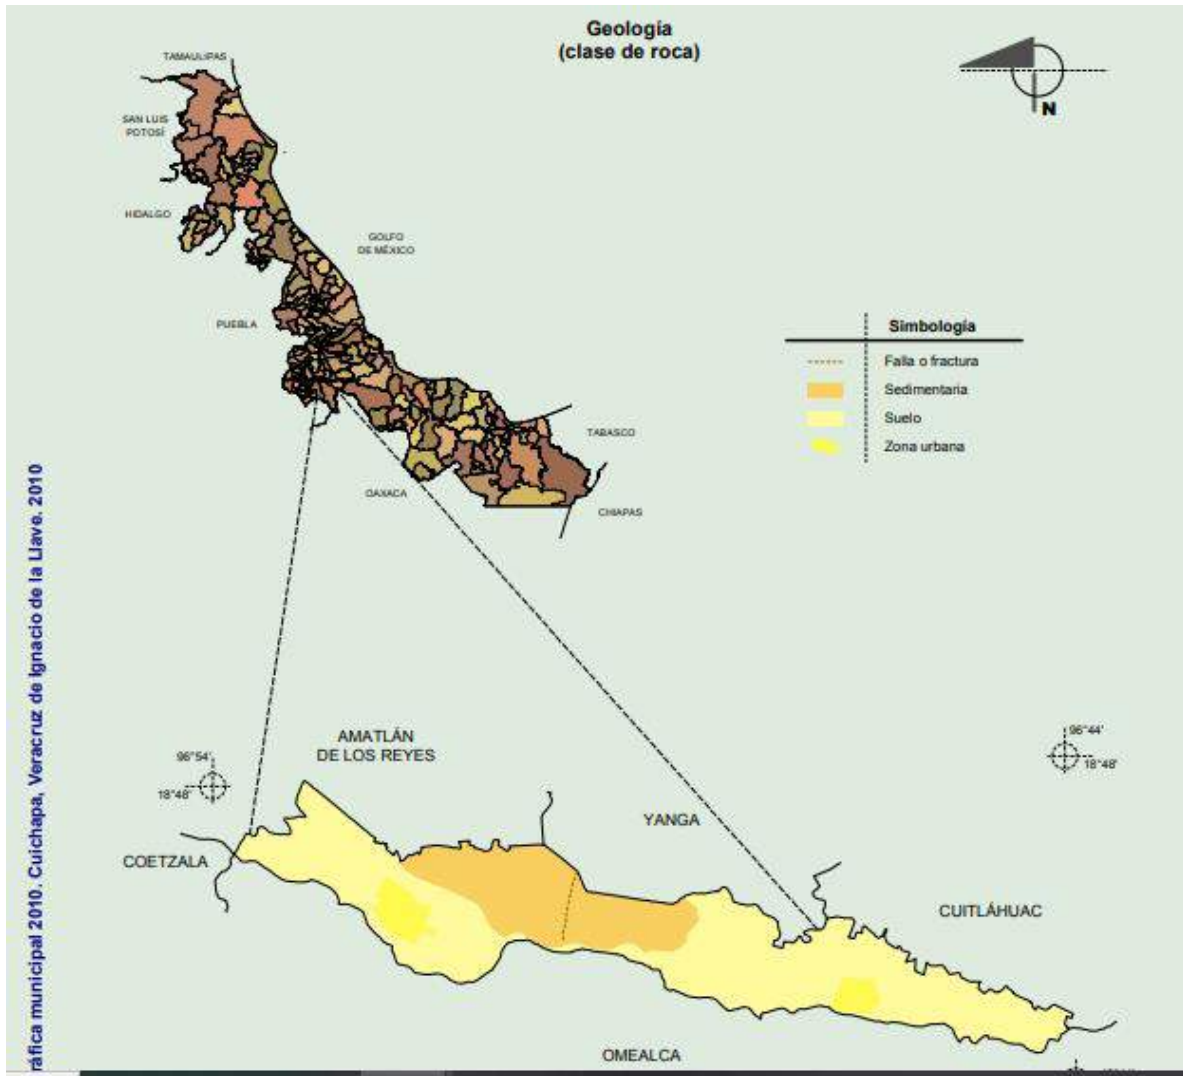 Geología
(clase de roca)
TAMAULIPAS
SAN LUIS
POTOSÍ
HIDALGO
GOLFO
DE MÉXICO
PUEBLA
OAXACA
TABASCO
CHIAPAS
N
Simbología
Falla o fractura
Sedimentaria
Suelo
Zona urbana
ráfica municipal 2010. Cuichapa, Veracruz de Ignacio de la Llave. 2010
AMATLÁN
DE LOS REYES
96°54'
18°48'
96°44'
18°48'
YANGA
COETZALA
CUITLÁHUAC
OMEALCA